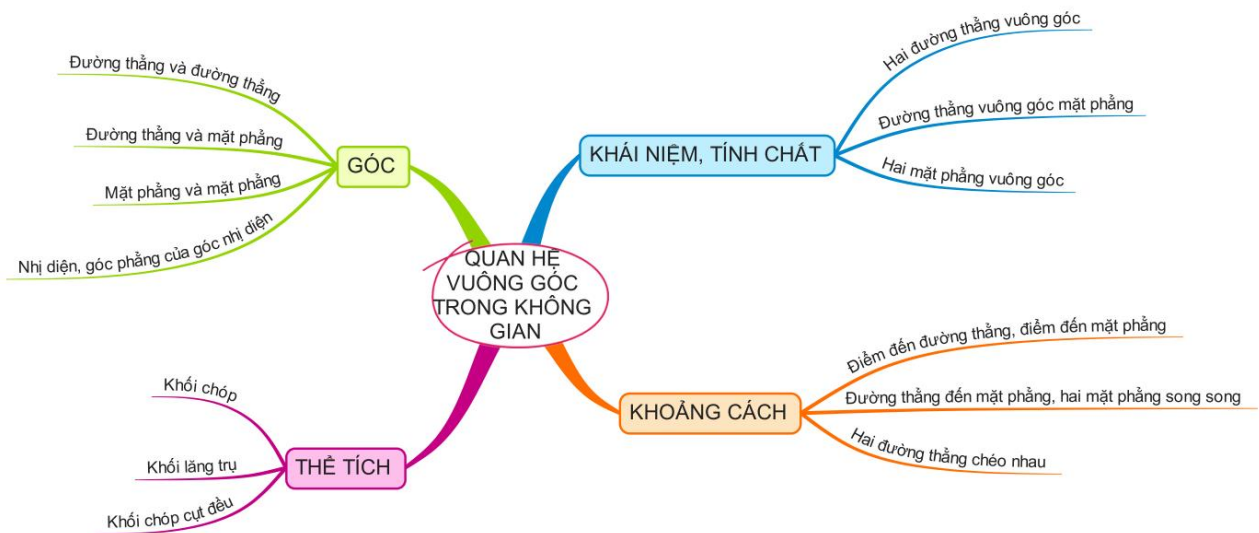 Đường thẳng và đường thẳng
Đường thẳng và mặt phẳng
Mặt phẳng và mặt phẳng
Nhị diện, góc phẳng của góc nhị diện
GÓC
KHÁI NIỆM, TÍNH CHẤT
Hai đường thẳng vuông góc
Đường thẳng vuông góc mặt phẳng
Hai mặt phẳng vuông góc
QUAN HỆ
VUÔNG GÓC
TRONG KHÔNG
GIAN
Khối chóp
Khối lăng trụ
Khối chóp cụt đều
THỂ TÍCH
KHOẢNG CÁCH
Điểm đến đường thẳng, điểm đến mặt phẳng
Đường thẳng đến mặt phẳng, hai mặt phẳng song song
Hai đường thẳng chéo nhau